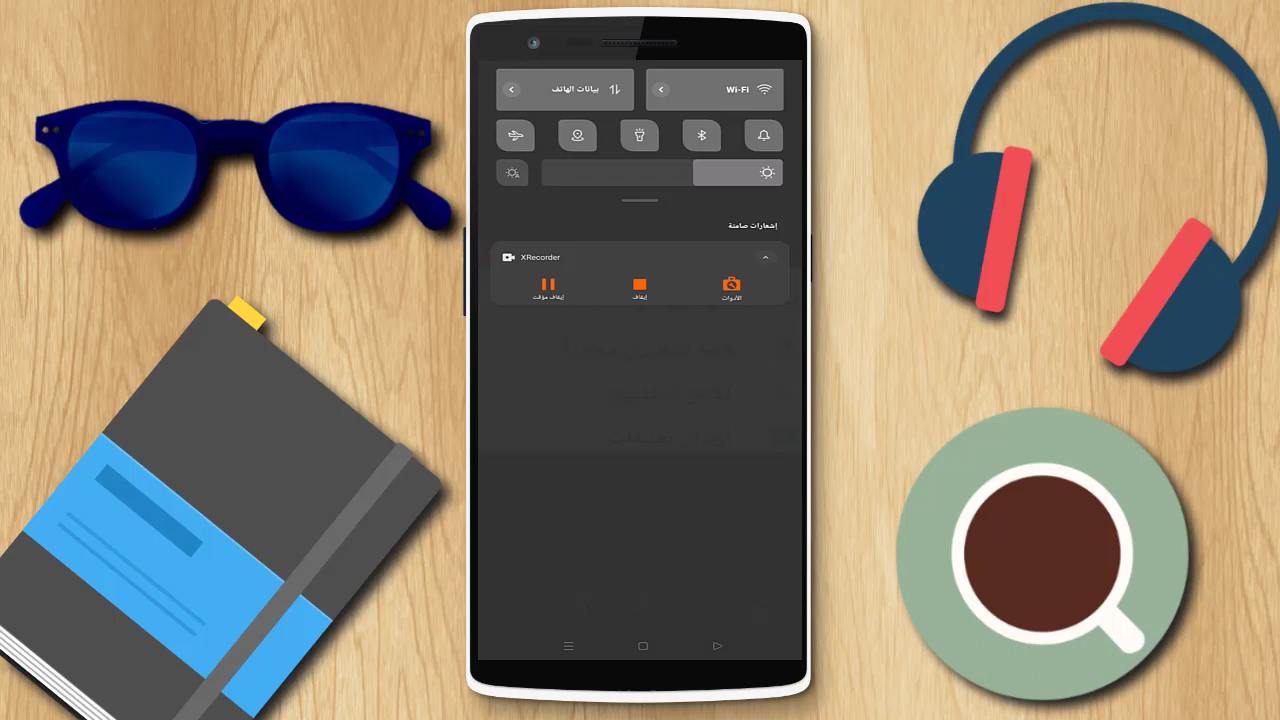 Wi-Fi
بيانات الهاتف
إشعارات صامتة
XRecorder
الأدوات
إيقاف
إيقاف مؤقت